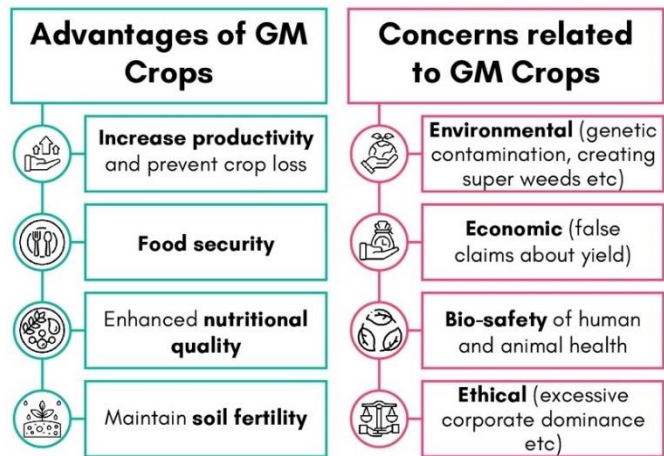 Advantages of GM
Crops
Increase productivity
and prevent crop loss
Food security
Enhanced nutritional
quality
Maintain soil fertility
Concerns related
to GM Crops
Environmental (genetic
contamination, creating
super weeds etc)
Economic (false
claims about yield)
Bio-safety of human
and animal health
Ethical (excessive
corporate dominance
etc)